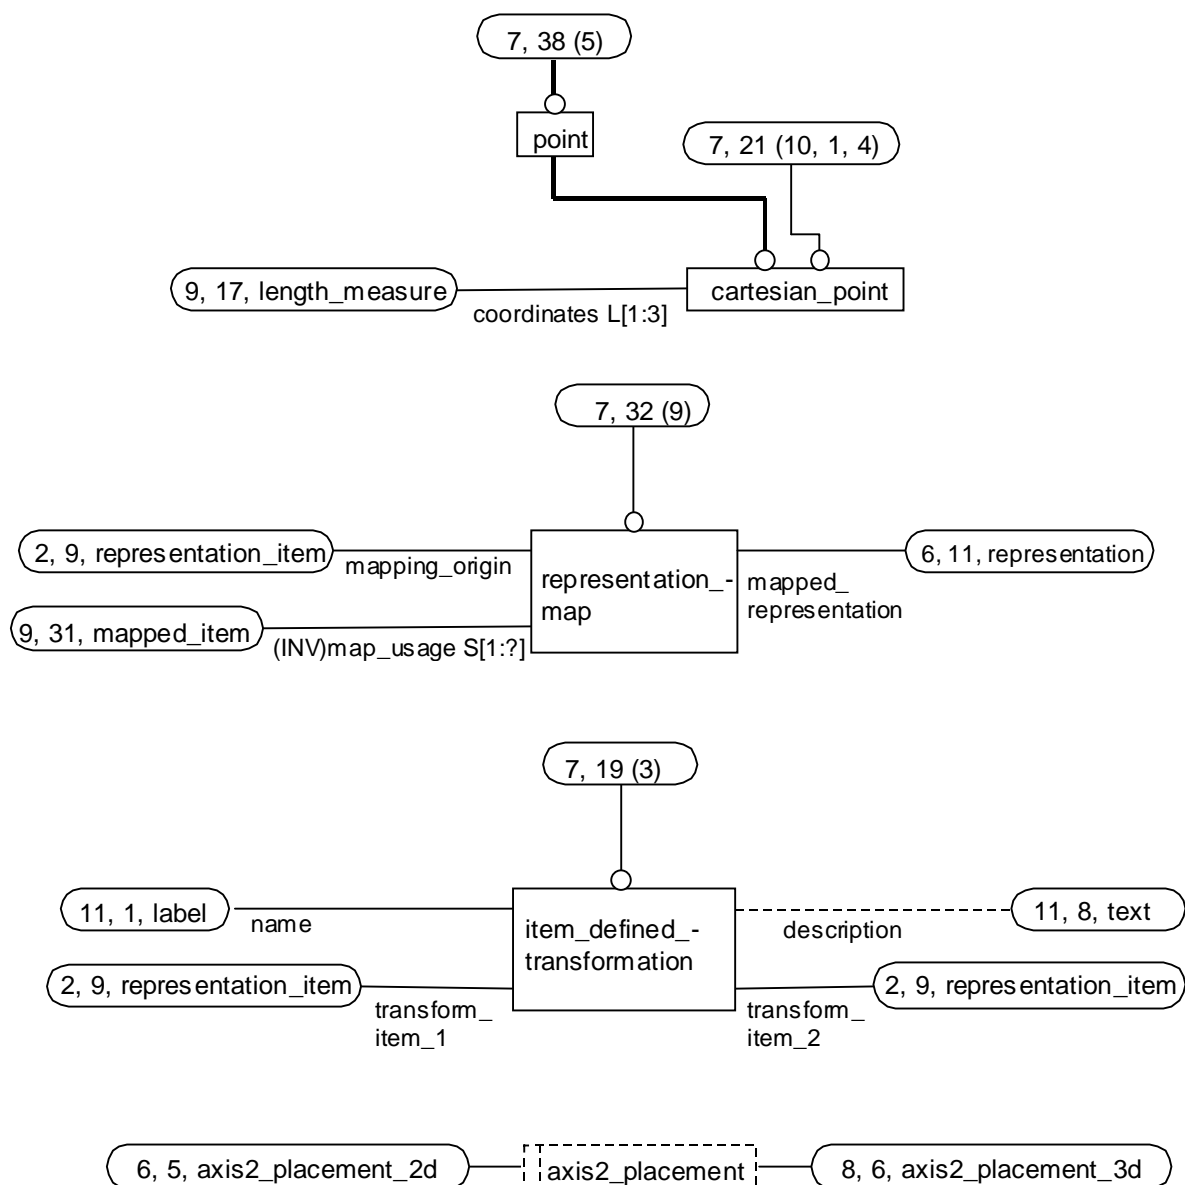 7, 38 (5)
point
7, 21 (10, 1, 4)
9, 17, length_measure
cartesian_point
coordinates L[1:3]
7, 32 (9)
2, 9, representation_item
mapping_origin
representation_-
map
6, 11, representation
mapped_
representation
9, 31, mapped_item
(INV)map_usage S[1:?]
7, 19 (3)
11, 1, label
name
item_defined_-
transformation
description
11, 8, text
2, 9, representation_item
transform_
item_1
transform_
item_2
2, 9, representation_item
6, 5, axis2_placement_2d
axis2_placement
8, 6, axis2_placement_3d